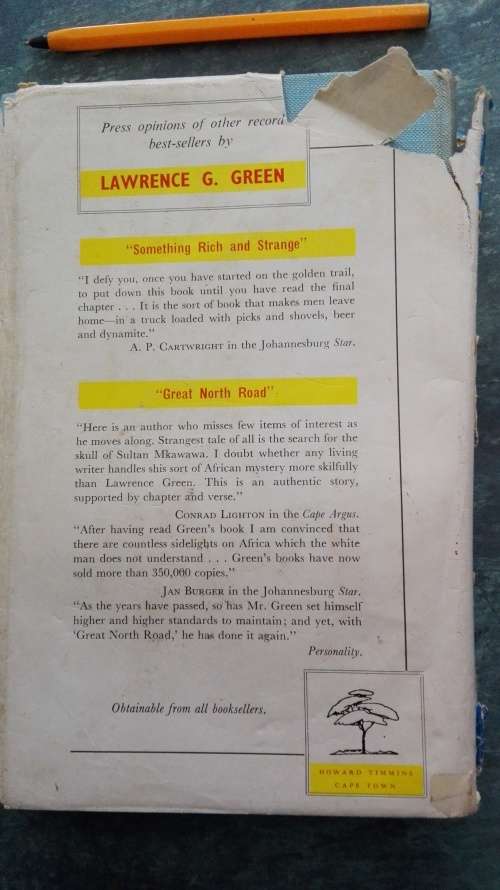 Press opinions of other record
best-sellers by
LAWRENCE G. GREEN
"Something Rich and Strange"
"I defy you, once you have started on the golden trail,
to put down this book until you have read the final
chapter . . . It is the sort of book that makes men leave
home—in a truck loaded with picks and shovels, beer
and dynamite."
A. P. CARTWRIGHT in the Johannesburg Star.
"Great North Road"
"Here is an author who misses few items of interest as
he moves along. Strangest tale of all is the search for the
skull of Sultan Mkawawa. I doubt whether any living
writer handles shis sort of African mystery more skilfully
than Lawrence Green. This is an authentic story,
supported by chapter and verse."
CONRAD LIGHTON in the Cape Argus.
"After having read Green's book I am convinced that
there are countless sidelights on Africa which the white
man does not understand . . . Green's books have now
sold more than 350,000 copies."
JAN BURGER in the Johannesburg Star.
"As the years have passed, so has Mr. Green set himself
higher and higher standards to maintain; and yet, with
'Great North Road,' he has done it again."
Personality.
Obtainable from all booksellers.
HOWARD TIMMINS
CAPE TOWN